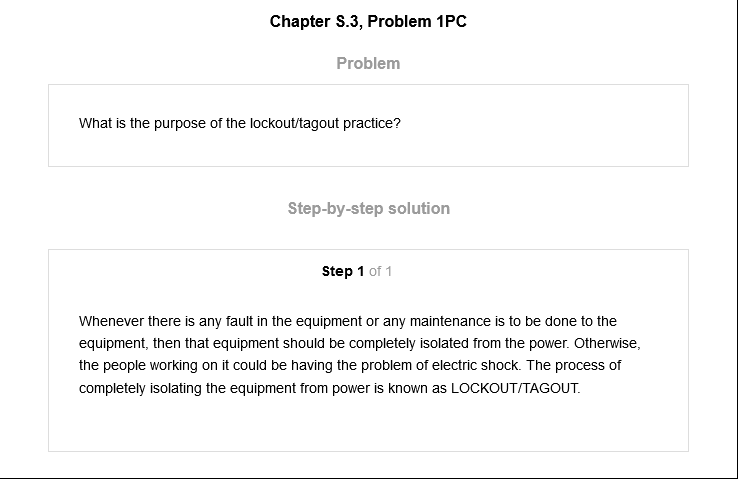 Chapter S.3, Problem 1PC
Problem
What is the purpose of the lockout/tagout practice?
Step-by-step solution
Step 1 of 1
Whenever there is any fault in the equipment or any maintenance is to be done to the
equipment, then that equipment should be completely isolated from the power. Otherwise,
the people working on it could be having the problem of electric shock. The process of
completely isolating the equipment from power is known as LOCKOUT/TAGOUT.